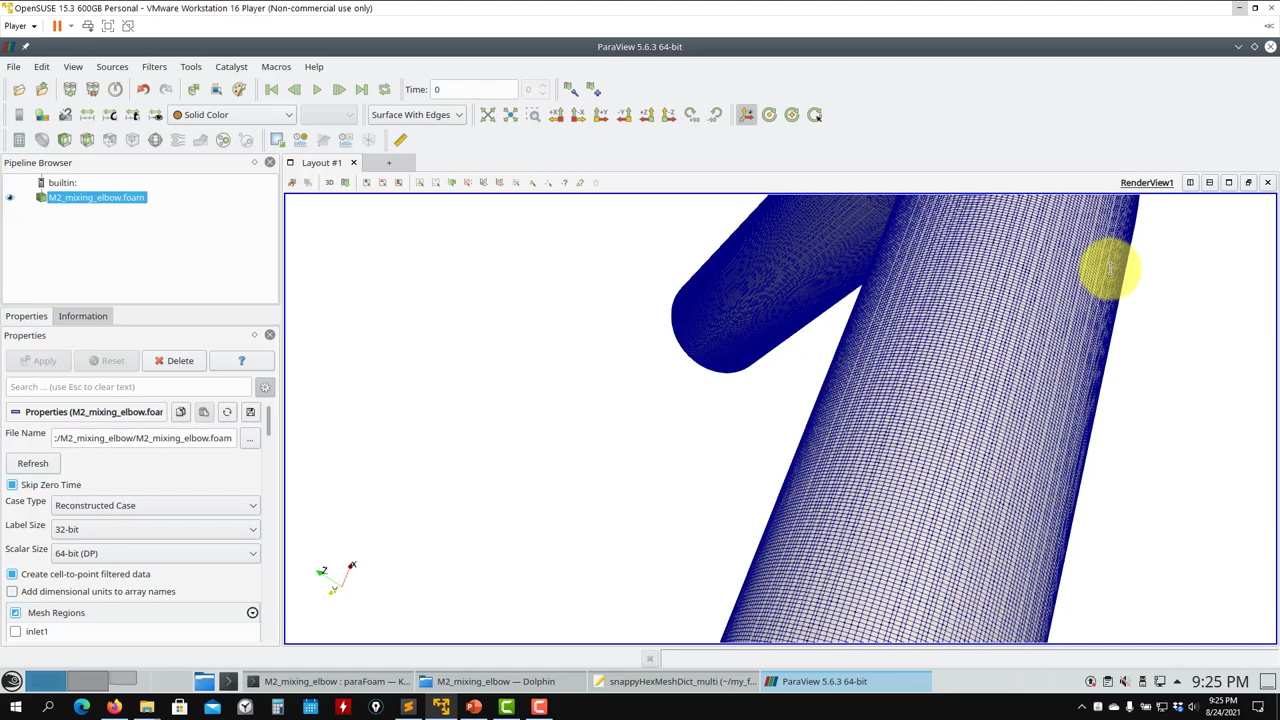 OpenSUSE 15.3 600GB Personal - VMware Workstation 16 Player (Non-commercial use only)
Player
ParaView 5.6.3 64-bit
File Edit View Sources Filters Tools Catalyst Macros Help
Time: 0 0
Solid Color Surface With Edges +X -X +Y -Y +Z -Z
Pipeline Browser
Layout #1 +
builtin:
M2_mixing_elbow.foam
3D RenderView1
Properties Information
Properties
Apply Reset Delete ?
Search ... (use Esc to clear text)
Properties (M2_mixing_elbow.foa
File Name :/M2_mixing_elbow/M2_mixing_elbow.foam ...
Refresh
Skip Zero Time
Case Type Reconstructed Case
Label Size 32-bit
Scalar Size 64-bit (DP)
Create cell-to-point filtered data
Add dimensional units to array names
Mesh Regions
inlet1
Z X Y
M2_mixing_elbow : paraFoam — K... M2_mixing_elbow — Dolphin snappyHexMeshDict_multi (~/my_f... ParaView 5.6.3 64-bit 9:25 PM
9:25 PM
8/24/2021